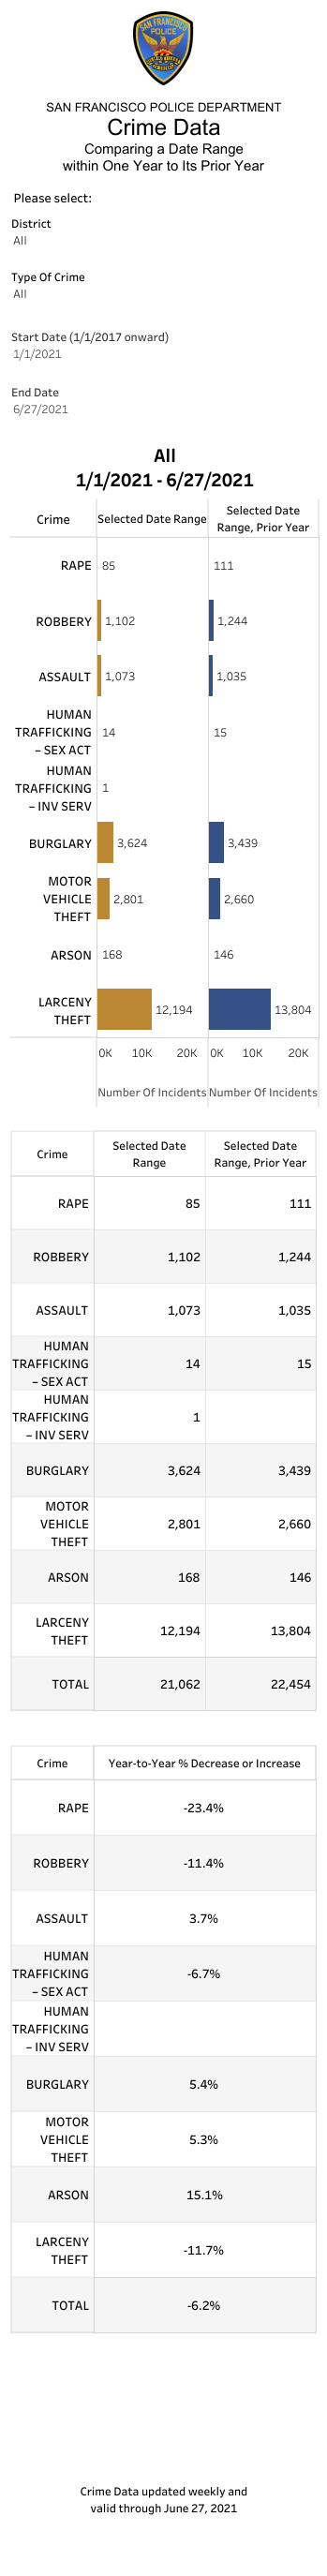 SAN FRANCISCO
POLICE
SAN FRANCISCO POLICE DEPARTMENT
Crime Data
Comparing a Date Range
within One Year to Its Prior Year
Please select:
District
All
Type Of Crime
All
Start Date (1/1/2017 onward)
1/1/2021
End Date
6/27/2021
All
1/1/2021 - 6/27/2021
Crime Selected Date Range Selected Date
Range, Prior Year
RAPE 85 111
ROBBERY 1,102 1,244
ASSAULT 1,073 1,035
HUMAN
TRAFFICKING 14 15
– SEX ACT
HUMAN
TRAFFICKING 1
– INV SERV
BURGLARY 3,624 3,439
MOTOR
VEHICLE 2,801 2,660
THEFT
ARSON 168 146
LARCENY
THEFT 12,194 13,804
0K 10K 20K 0K 10K 20K
Number Of Incidents Number Of Incidents
Crime Selected Date
Range Selected Date
Range, Prior Year
RAPE 85 111
ROBBERY 1,102 1,244
ASSAULT 1,073 1,035
HUMAN
TRAFFICKING 14 15
– SEX ACT
HUMAN
TRAFFICKING 1
– INV SERV
BURGLARY 3,624 3,439
MOTOR
VEHICLE 2,801 2,660
THEFT
ARSON 168 146
LARCENY
THEFT 12,194 13,804
TOTAL 21,062 22,454
Crime Year-to-Year % Decrease or Increase
RAPE -23.4%
ROBBERY -11.4%
ASSAULT 3.7%
HUMAN
TRAFFICKING -6.7%
– SEX ACT
HUMAN
TRAFFICKING
– INV SERV
BURGLARY 5.4%
MOTOR
VEHICLE 5.3%
THEFT
ARSON 15.1%
LARCENY
THEFT -11.7%
TOTAL -6.2%
Crime Data updated weekly and
valid through June 27, 2021